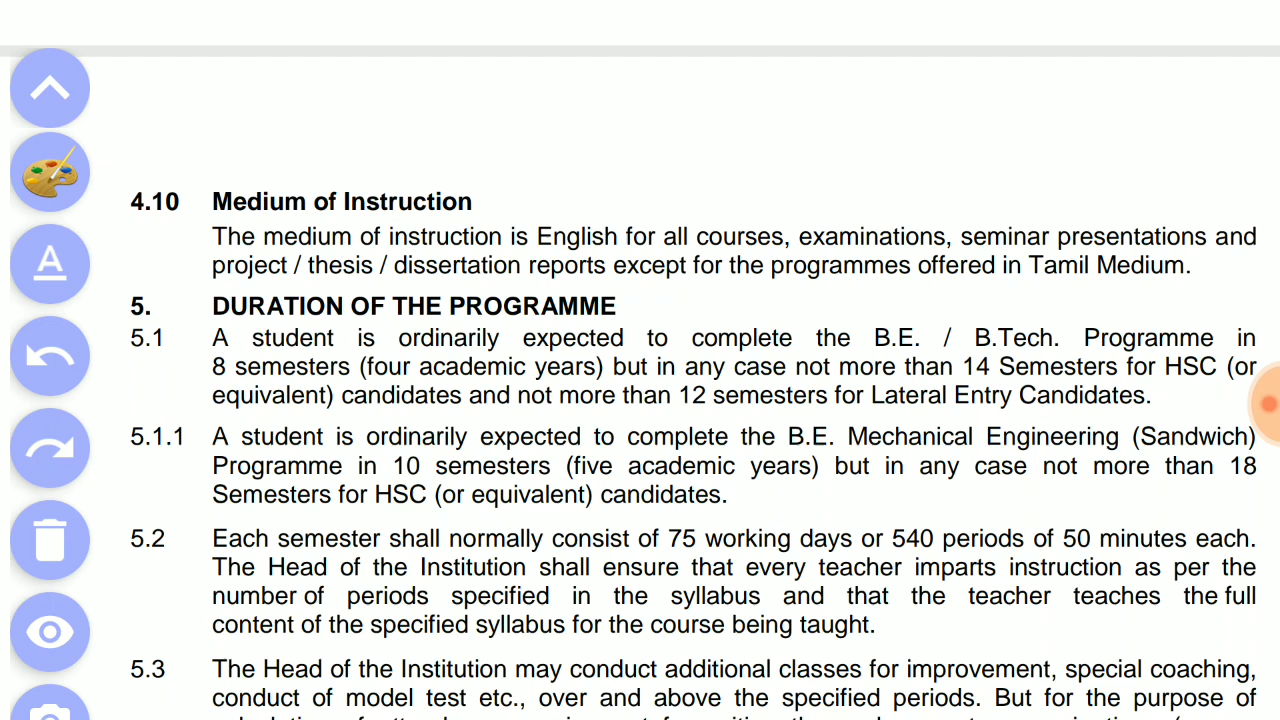 4.10 Medium of Instruction
The medium of instruction is English for all courses, examinations, seminar presentations and
project / thesis / dissertation reports except for the programmes offered in Tamil Medium.
5. DURATION OF THE PROGRAMME
5.1 A student is ordinarily expected to complete the B.E. / B.Tech. Programme in
8 semesters (four academic years) but in any case not more than 14 Semesters for HSC (or
equivalent) candidates and not more than 12 semesters for Lateral Entry Candidates.
5.1.1 A student is ordinarily expected to complete the B.E. Mechanical Engineering (Sandwich)
Programme in 10 semesters (five academic years) but in any case not more than 18
Semesters for HSC (or equivalent) candidates.
5.2 Each semester shall normally consist of 75 working days or 540 periods of 50 minutes each.
The Head of the Institution shall ensure that every teacher imparts instruction as per the
number of periods specified in the syllabus and that the teacher teaches the full
content of the specified syllabus for the course being taught.
5.3 The Head of the Institution may conduct additional classes for improvement, special coaching,
conduct of model test etc., over and above the specified periods. But for the purpose of